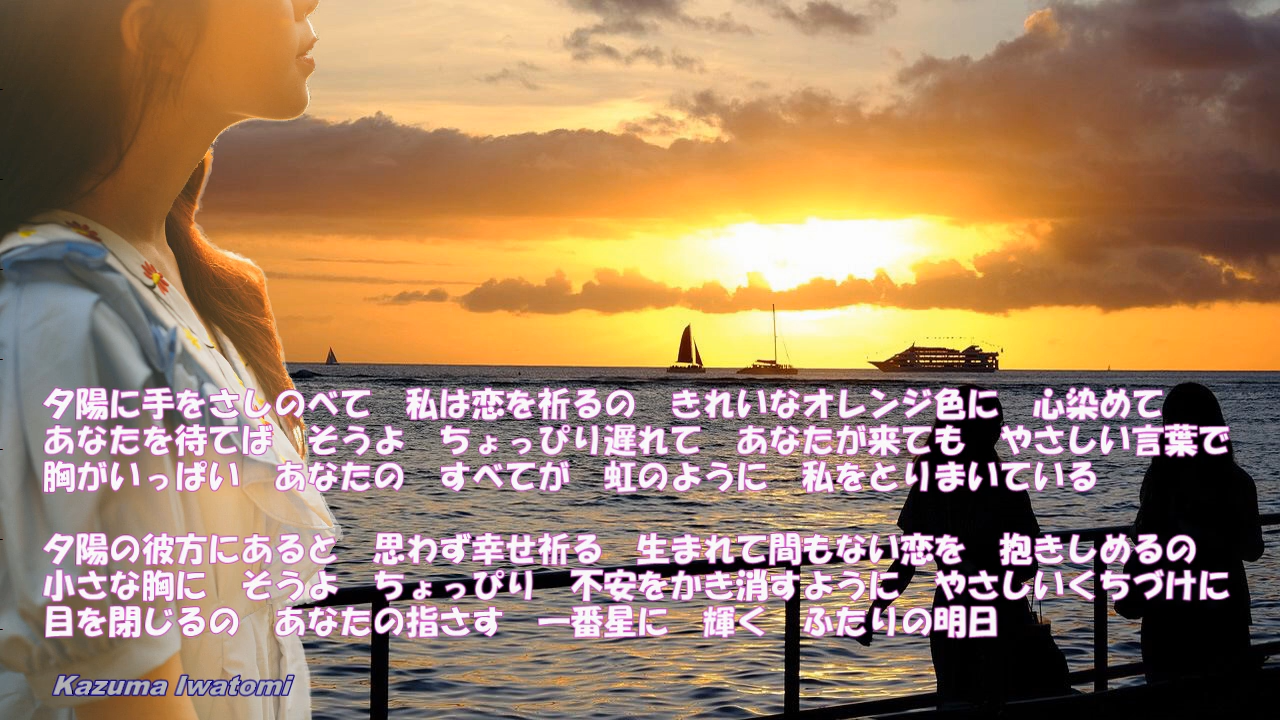 夕陽に手をさしのべて　私は恋を祈るの　きれいなオレンジ色に　心染めて
あなたを待てば　そうよ　ちょっぴり遅れて　あなたが来ても　やさしい言葉で
胸がいっぱい　あなたの　すべてが　虹のように　私をとりまいている
夕陽の彼方にあると　思わず幸せ祈る　生まれて間もない恋を　抱きしめるの
小さな胸に　そうよ　ちょっぴり　不安をかき消すように　やさしいくちづけに
目を閉じるの　あなたの指さす　一番星に　輝く　ふたりの明日
Kazuma Iwatomi